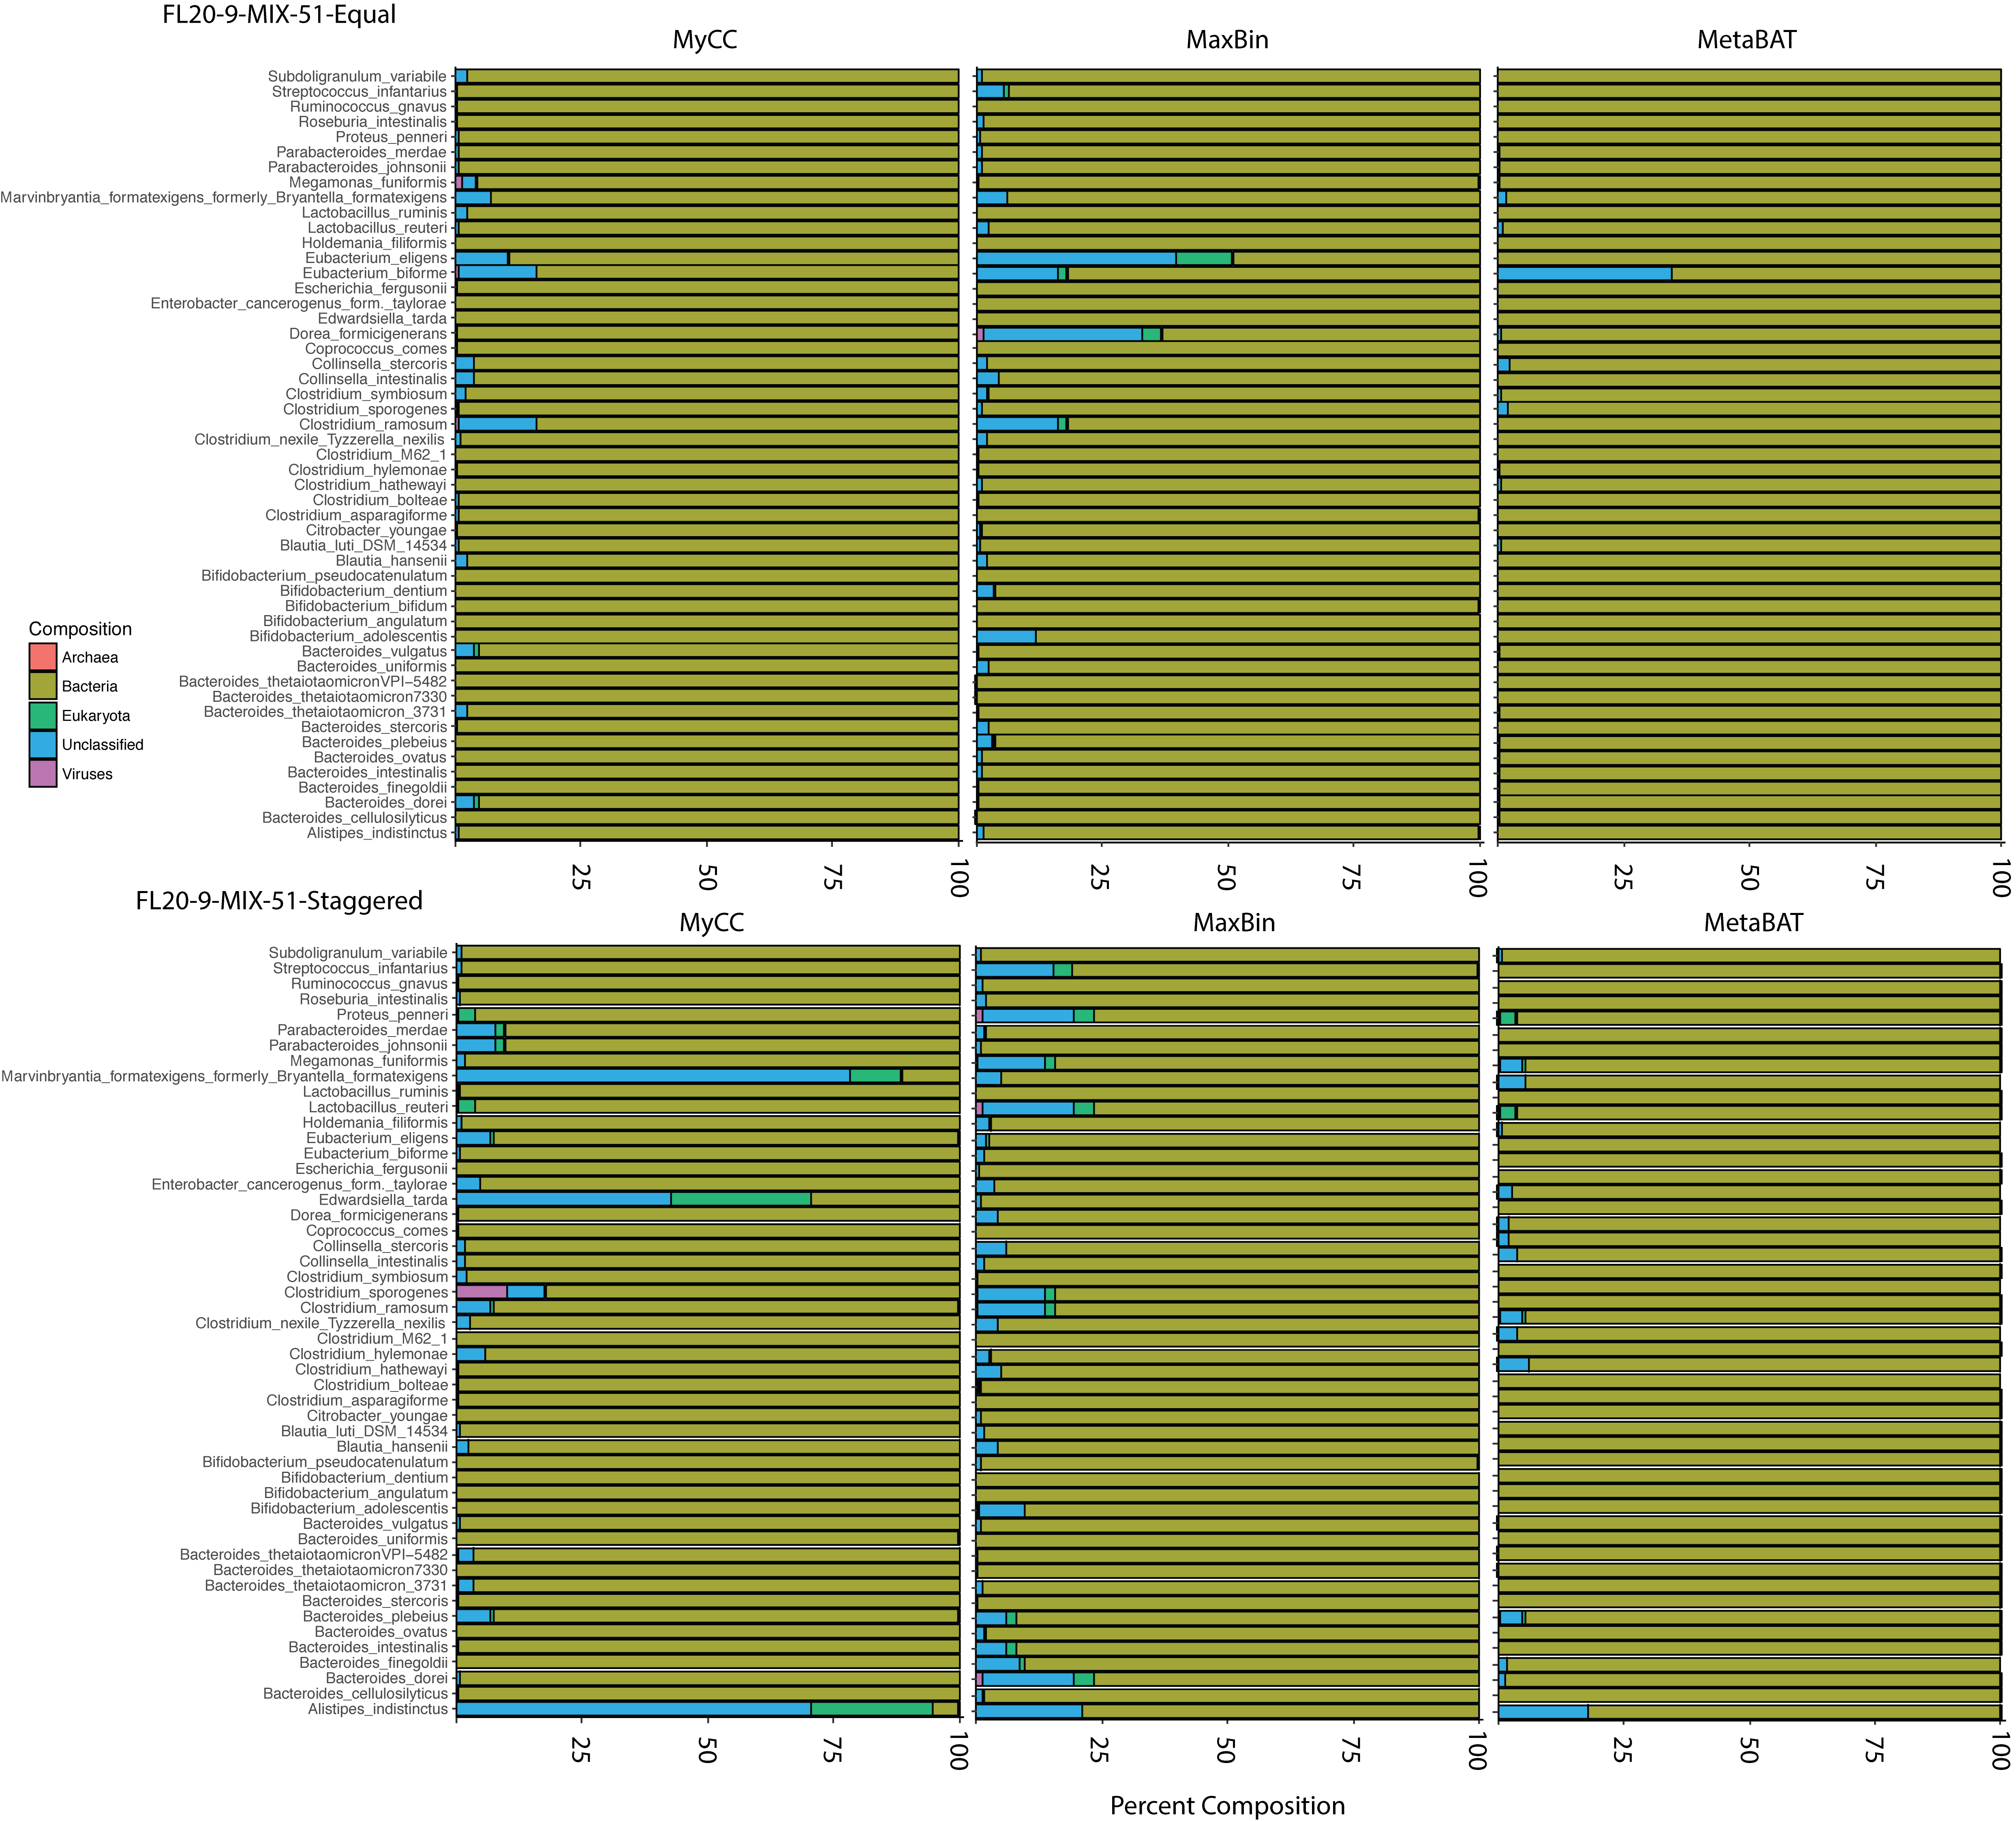 FL20-9-MIX-51-Equal
MyCC
MaxBin
MetaBAT
Subdoligranulum_variabile
Streptococcus_infantarius
Ruminococcus_gnavus
Roseburia_intestinalis
Proteus_penneri
Parabacteroides_merdae
Parabacteroides_johnsonii
Megamonas_funiformis
Marvinbryantia_formatexigens_formerly_Bryantella_formatexigens
Lactobacillus_ruminis
Lactobacillus_reuteri
Holdemania_filiformis
Eubacterium_eligens
Eubacterium_biforme
Escherichia_fergusonii
Enterobacter_cancerogenus_form._taylorae
Edwardsiella_tarda
Dorea_formicigenerans
Coprococcus_comes
Collinsella_stercoris
Collinsella_intestinalis
Clostridium_symbiosum
Clostridium_sporogenes
Clostridium_ramosum
Clostridium_nexile_Tyzzerella_nexilis
Clostridium_M62_1
Clostridium_hylemonae
Clostridium_hathewayi
Clostridium_bolteae
Clostridium_asparagiforme
Citrobacter_youngae
Blautia_luti_DSM_14534
Blautia_hansenii
Bifidobacterium_pseudocatenulatum
Bifidobacterium_dentium
Bifidobacterium_bifidum
Bifidobacterium_angulatum
Bifidobacterium_adolescentis
Bacteroides_vulgatus
Bacteroides_uniformis
Bacteroides_thetaiotaomicronVPI−5482
Bacteroides_thetaiotaomicron7330
Bacteroides_thetaiotaomicron_3731
Bacteroides_stercoris
Bacteroides_plebeius
Bacteroides_ovatus
Bacteroides_intestinalis
Bacteroides_finegoldii
Bacteroides_dorei
Bacteroides_cellulosilyticus
Alistipes_indistinctus
Composition
Archaea
Bacteria
Eukaryota
Unclassified
Viruses
25 50 75 100
25 50 75 100
25 50 75 100
FL20-9-MIX-51-Staggered
MyCC
MaxBin
MetaBAT
Subdoligranulum_variabile
Streptococcus_infantarius
Ruminococcus_gnavus
Roseburia_intestinalis
Proteus_penneri
Parabacteroides_merdae
Parabacteroides_johnsonii
Megamonas_funiformis
Marvinbryantia_formatexigens_formerly_Bryantella_formatexigens
Lactobacillus_ruminis
Lactobacillus_reuteri
Holdemania_filiformis
Eubacterium_eligens
Eubacterium_biforme
Escherichia_fergusonii
Enterobacter_cancerogenus_form._taylorae
Edwardsiella_tarda
Dorea_formicigenerans
Coprococcus_comes
Collinsella_stercoris
Collinsella_intestinalis
Clostridium_symbiosum
Clostridium_sporogenes
Clostridium_ramosum
Clostridium_nexile_Tyzzerella_nexilis
Clostridium_M62_1
Clostridium_hylemonae
Clostridium_hathewayi
Clostridium_bolteae
Clostridium_asparagiforme
Citrobacter_youngae
Blautia_luti_DSM_14534
Blautia_hansenii
Bifidobacterium_pseudocatenulatum
Bifidobacterium_dentium
Bifidobacterium_angulatum
Bifidobacterium_adolescentis
Bacteroides_vulgatus
Bacteroides_uniformis
Bacteroides_thetaiotaomicronVPI−5482
Bacteroides_thetaiotaomicron7330
Bacteroides_thetaiotaomicron_3731
Bacteroides_stercoris
Bacteroides_plebeius
Bacteroides_ovatus
Bacteroides_intestinalis
Bacteroides_finegoldii
Bacteroides_dorei
Bacteroides_cellulosilyticus
Alistipes_indistinctus
25 50 75 100
25 50 75 100
25 50 75 100
Percent Composition